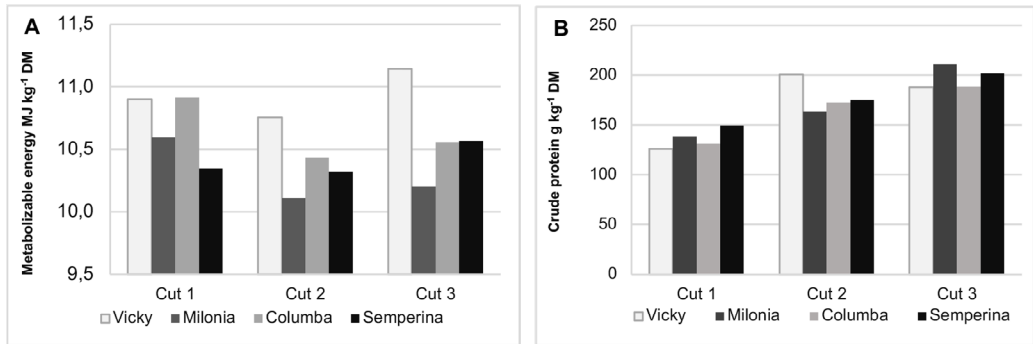 A
Metabolizable energy MJ kg-1 DM
11,5
11,0
10,5
10,0
9,5
Cut 1 Cut 2 Cut 3
Vicky Milonia Columba Semperina
B
Crude protein g kg-1 DM
250
200
150
100
50
0
Cut 1 Cut 2 Cut 3
Vicky Milonia Columba Semperina